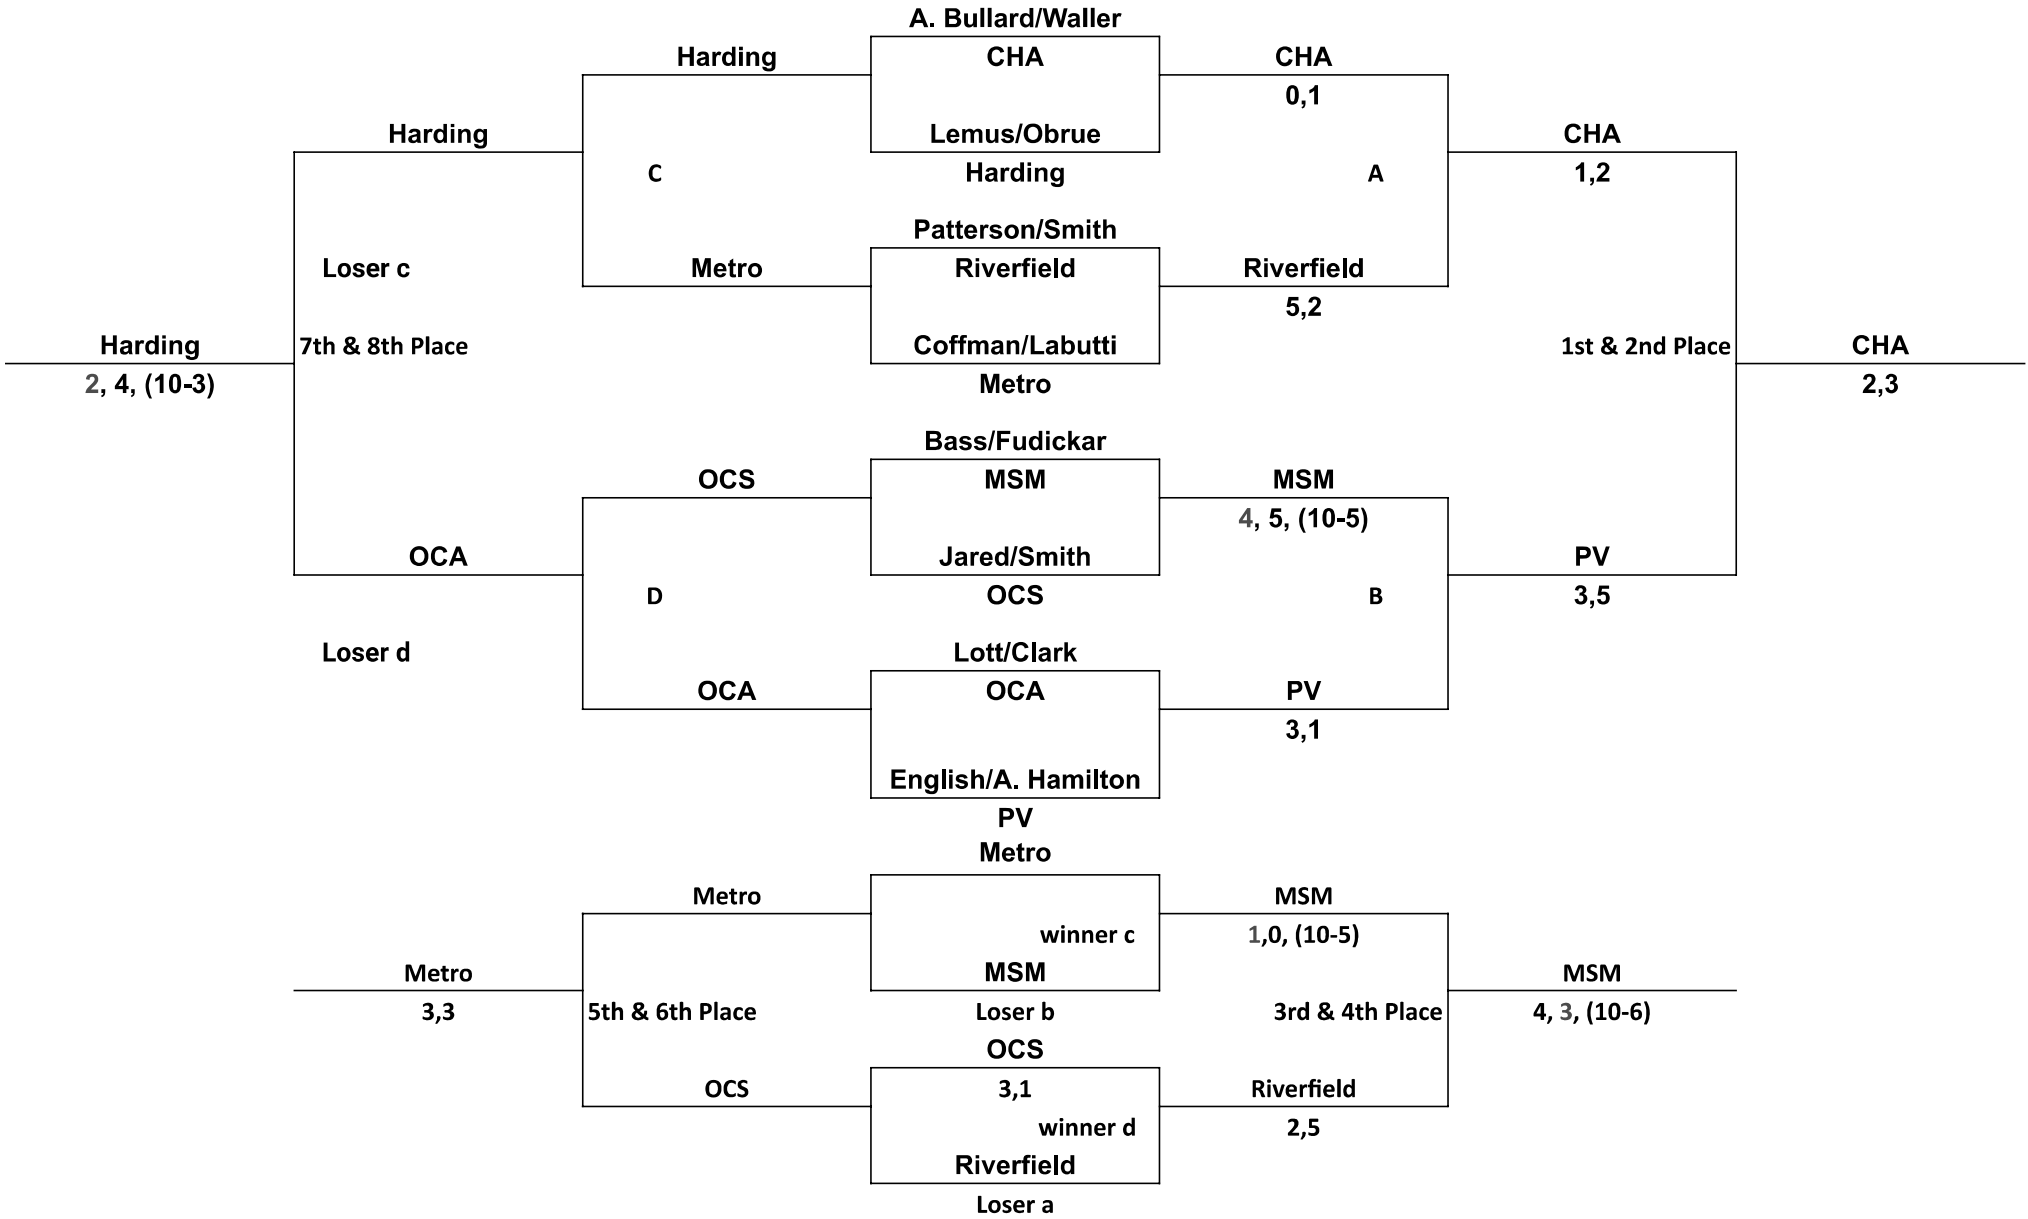 A. Bullard/Waller
Harding CHA CHA
0,1
Harding Lemus/Obrue CHA
C Harding A 1,2
Patterson/Smith
Loser c Metro Riverfield Riverfield
5,2
Harding 7th & 8th Place Coffman/Labutti 1st & 2nd Place CHA
2, 4, (10-3) Metro 2,3
Bass/Fudickar
OCS MSM MSM
4, 5, (10-5)
OCA Jared/Smith PV
D OCS B 3,5
Loser d Lott/Clark
OCA OCA PV
3,1
English/A. Hamilton
PV
Metro
Metro MSM
winner c 1,0, (10-5)
Metro MSM MSM
3,3 5th & 6th Place Loser b 3rd & 4th Place 4, 3, (10-6)
OCS
OCS 3,1 Riverfield
winner d 2,5
Riverfield
Loser a